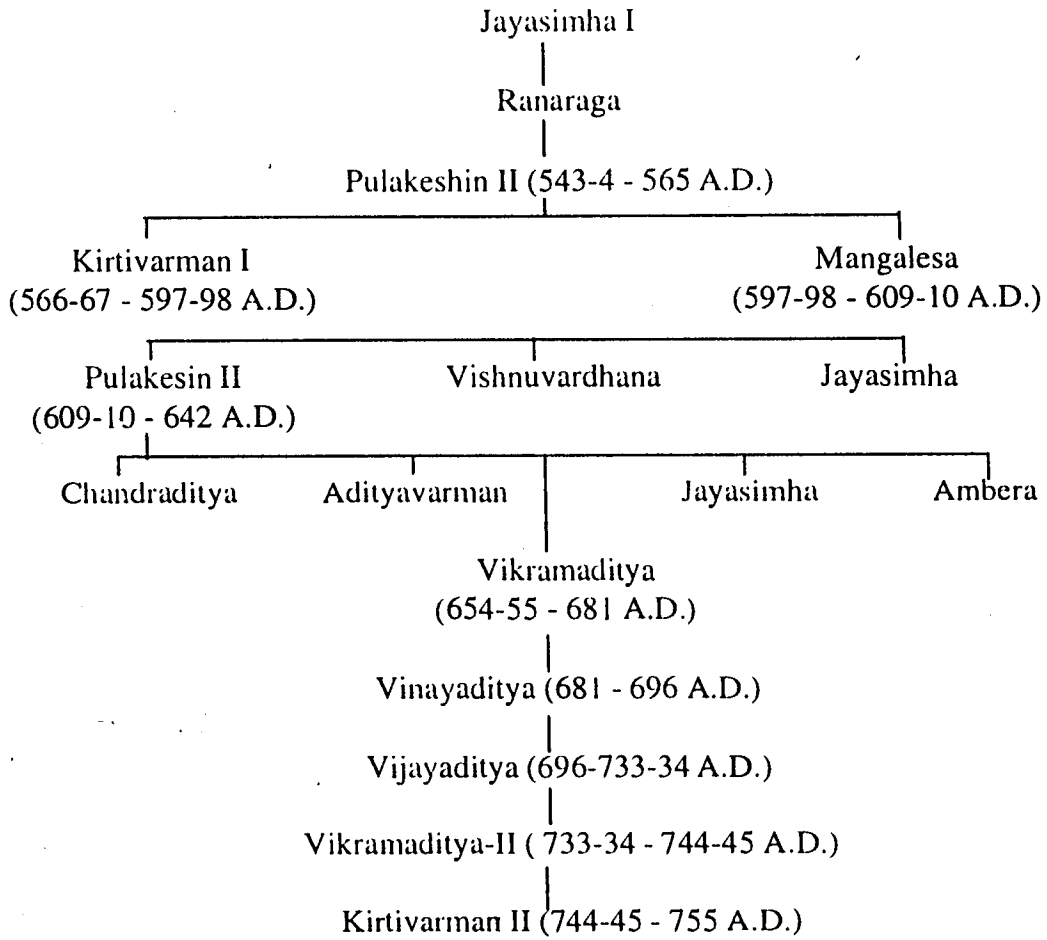 Jayasimha I
Ranaraga
Pulakeshin II (543-4 - 565 A.D.)
Kirtivarman I Mangalesa
(566-67 - 597-98 A.D.) (597-98 - 609-10 A.D.)
Pulakesin II Vishnuvardhana Jayasimha
(609-10 - 642 A.D.)
Chandraditya Adityavarman Jayasimha Ambera
Vikramaditya
(654-55 - 681 A.D.)
Vinayaditya (681 - 696 A.D.)
Vijayaditya (696-733-34 A.D.)
Vikramaditya-II ( 733-34 - 744-45 A.D.)
Kirtivarman II (744-45 - 755 A.D.)